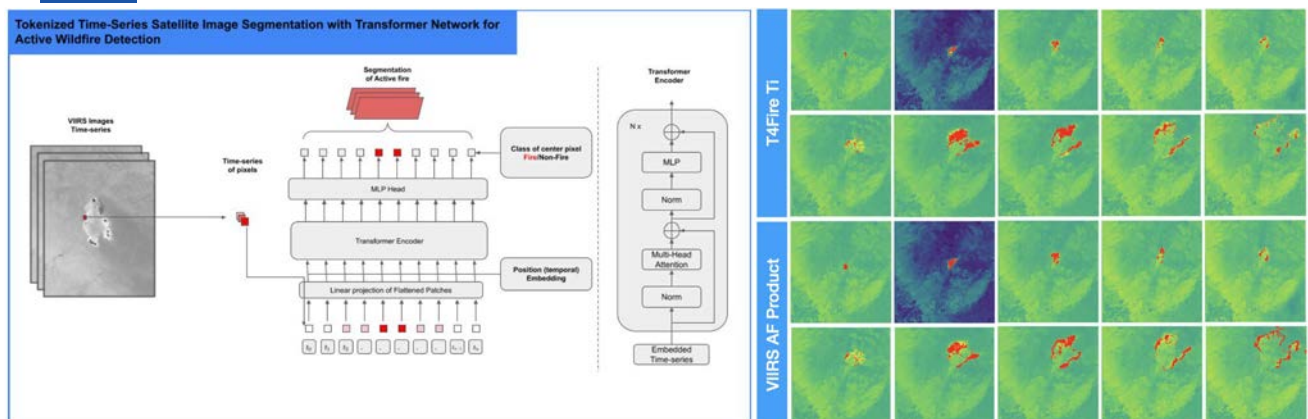 Tokenized Time-Series Satellite Image Segmentation with Transformer Network for
Active Wildfire Detection
Segmentation
of Active fire
VIIRS Images
Time-series
Time-series
of pixels
Class of center pixel
Fire/Non-Fire
MLP Head
Transformer Encoder
Position (temporal)
Embedding
Linear projection of Flattened Patches
Transformer
Encoder
N x
MLP
Norm
Multi-Head
Attention
Norm
Embedded
Time-series
T4Fire Ti
VIIRS AF Product